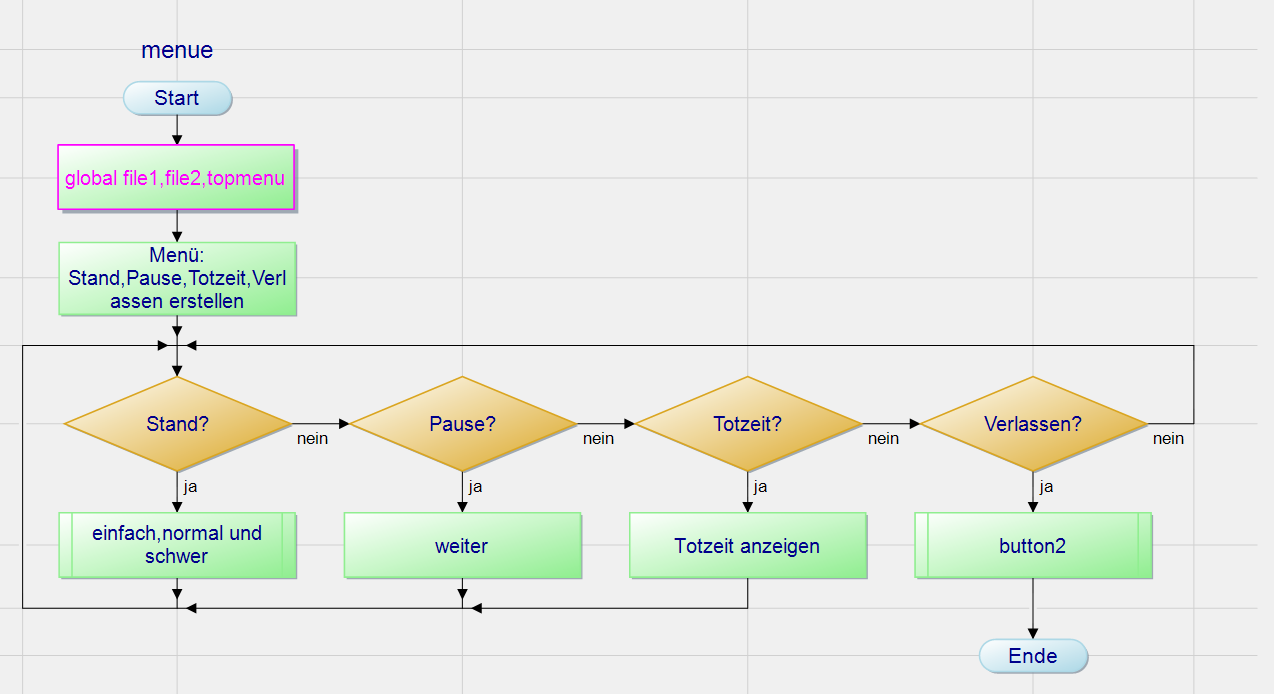 menue
Start
global file1,file2,topmenu
Menü:
Stand,Pause,Totzeit,Verl
assen erstellen
Stand?
nein
Pause?
nein
Totzeit?
nein
Verlassen?
nein
ja
ja
ja
ja
einfach,normal und
schwer
weiter
Totzeit anzeigen
button2
Ende